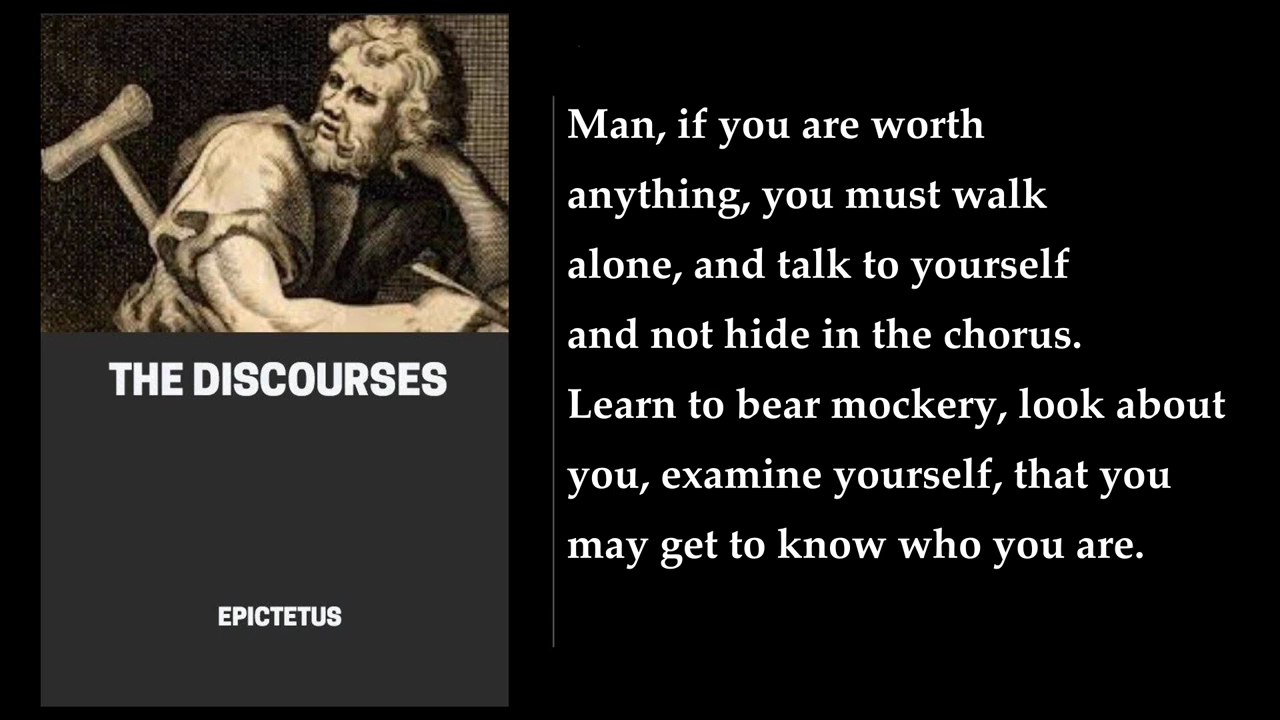 THE DISCOURSES
EPICTETUS
Man, if you are worth
anything, you must walk
alone, and talk to yourself
and not hide in the chorus.
Learn to bear mockery, look about
you, examine yourself, that you
may get to know who you are.